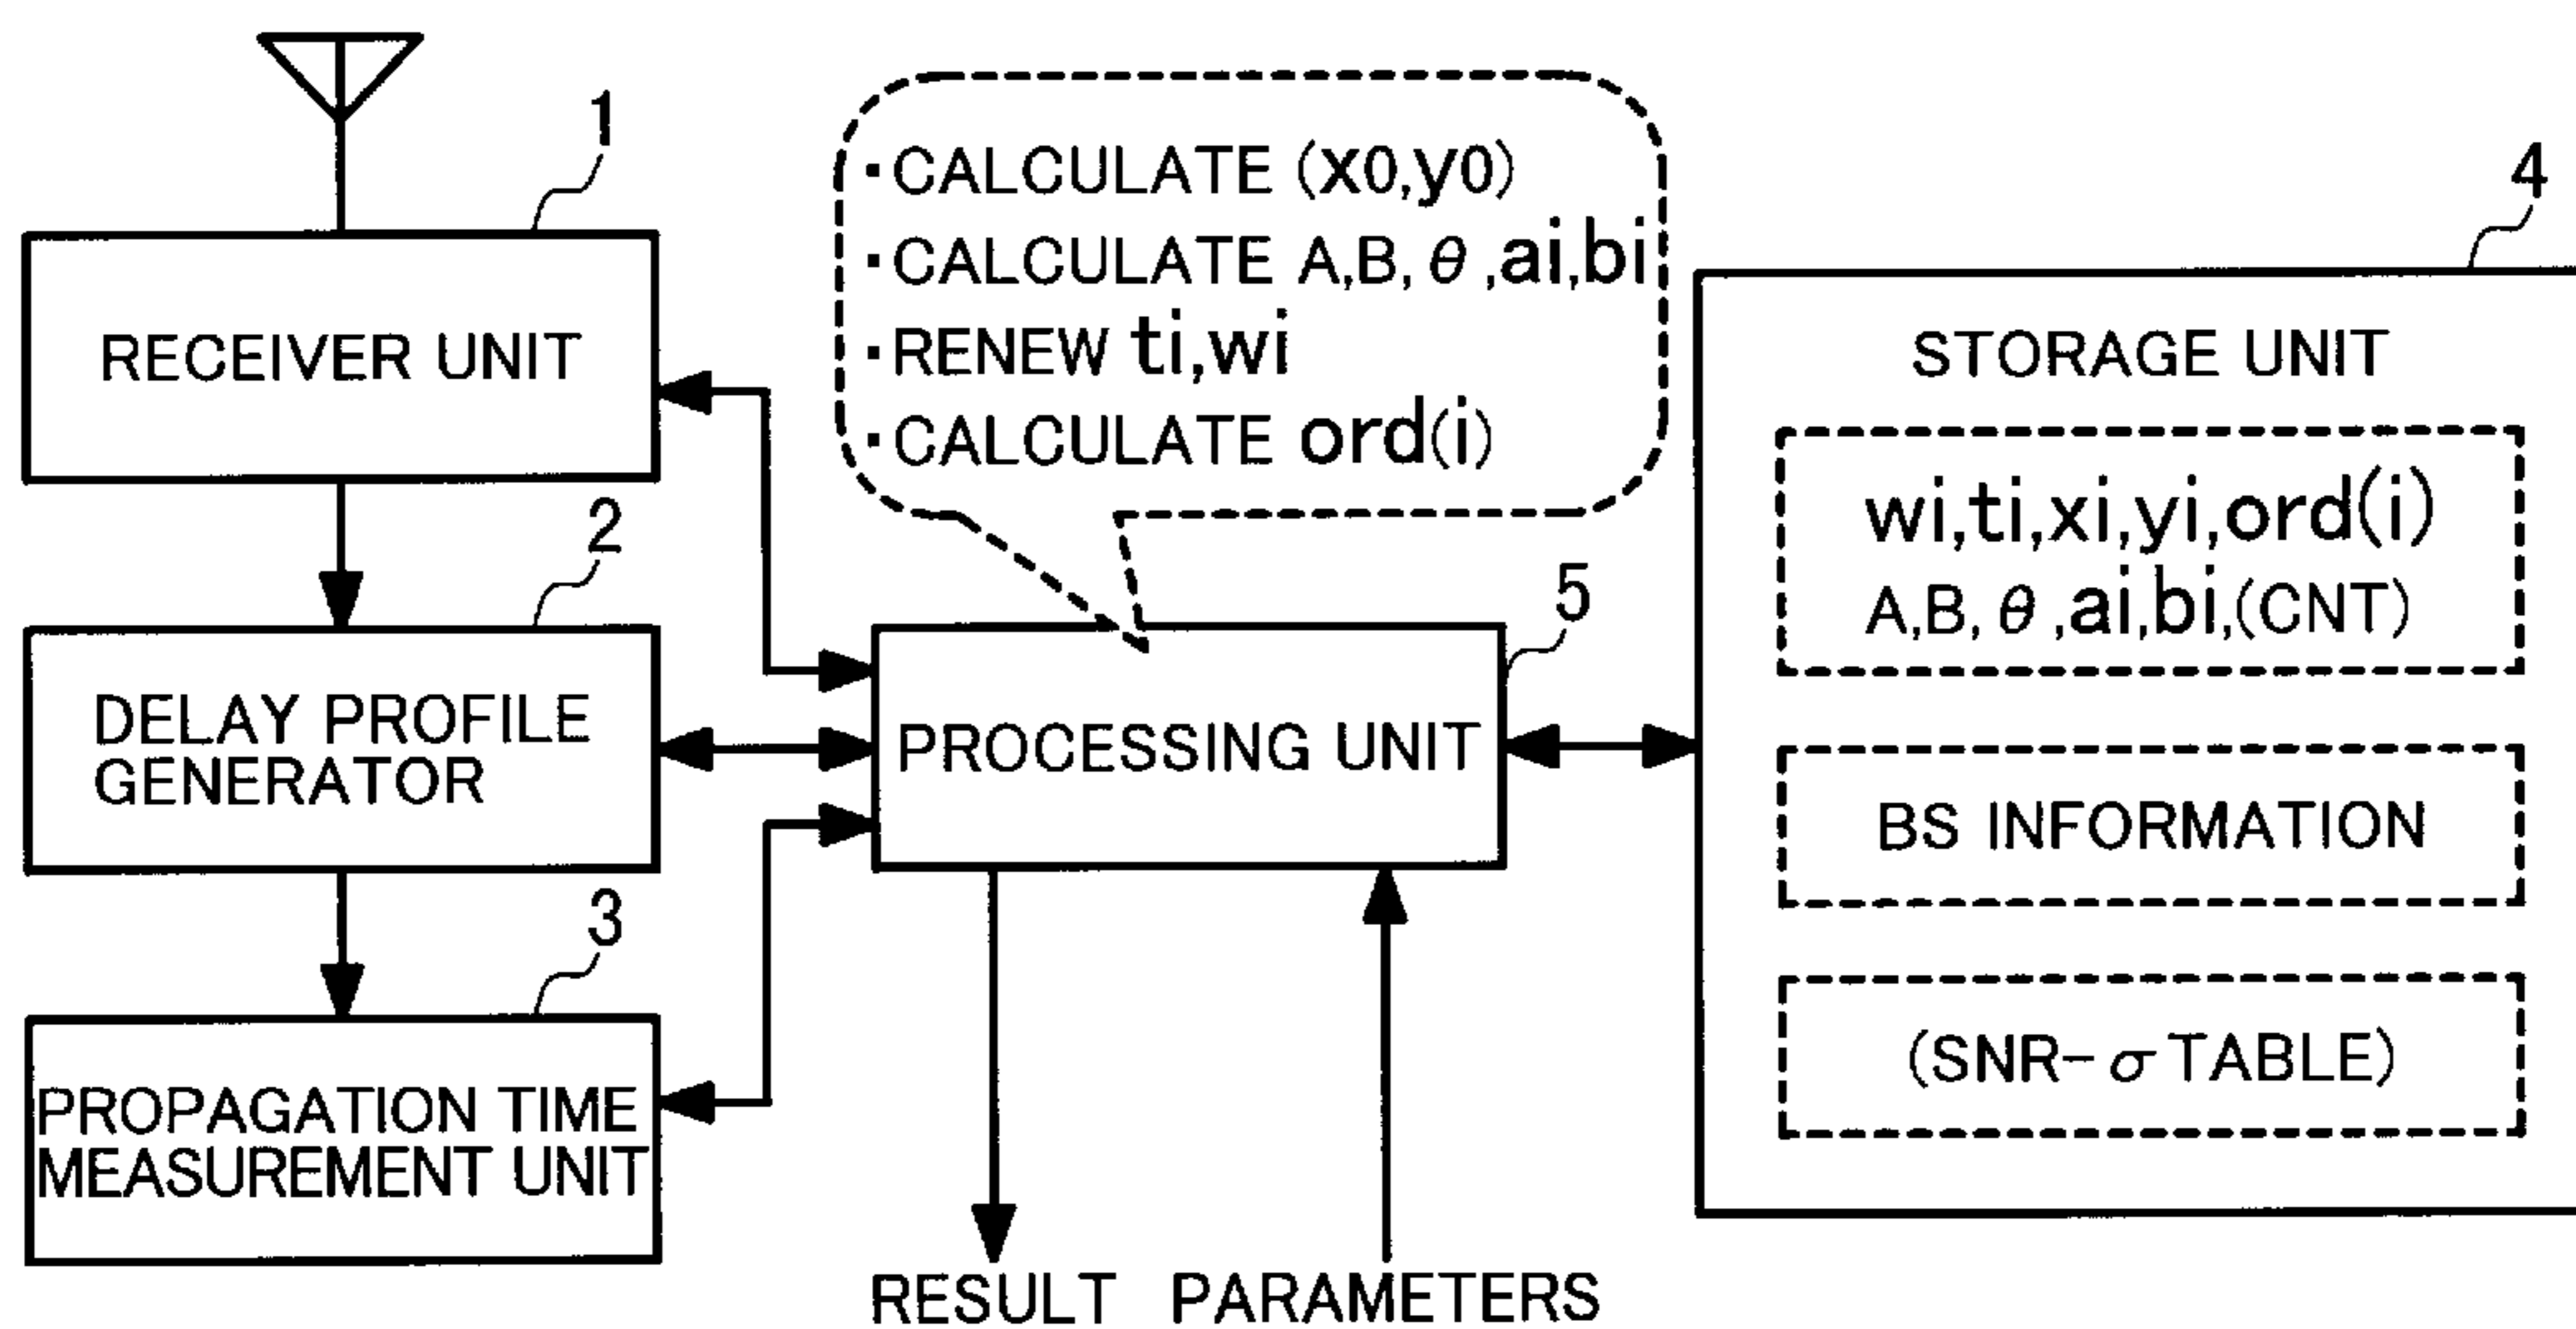 1
RECEIVER UNIT
2
DELAY PROFILE
GENERATOR
3
PROPAGATION TIME
MEASUREMENT UNIT
·CALCULATE (x0,y0)
·CALCULATE A,B,θ,ai,bi
·RENEW ti,wi
·CALCULATE ord(i)
5
PROCESSING UNIT
RESULT PARAMETERS
4
STORAGE UNIT
wi,ti,xi,yi,ord(i)
A,B,θ,ai,bi,(CNT)
BS INFORMATION
(SNR-σ TABLE)